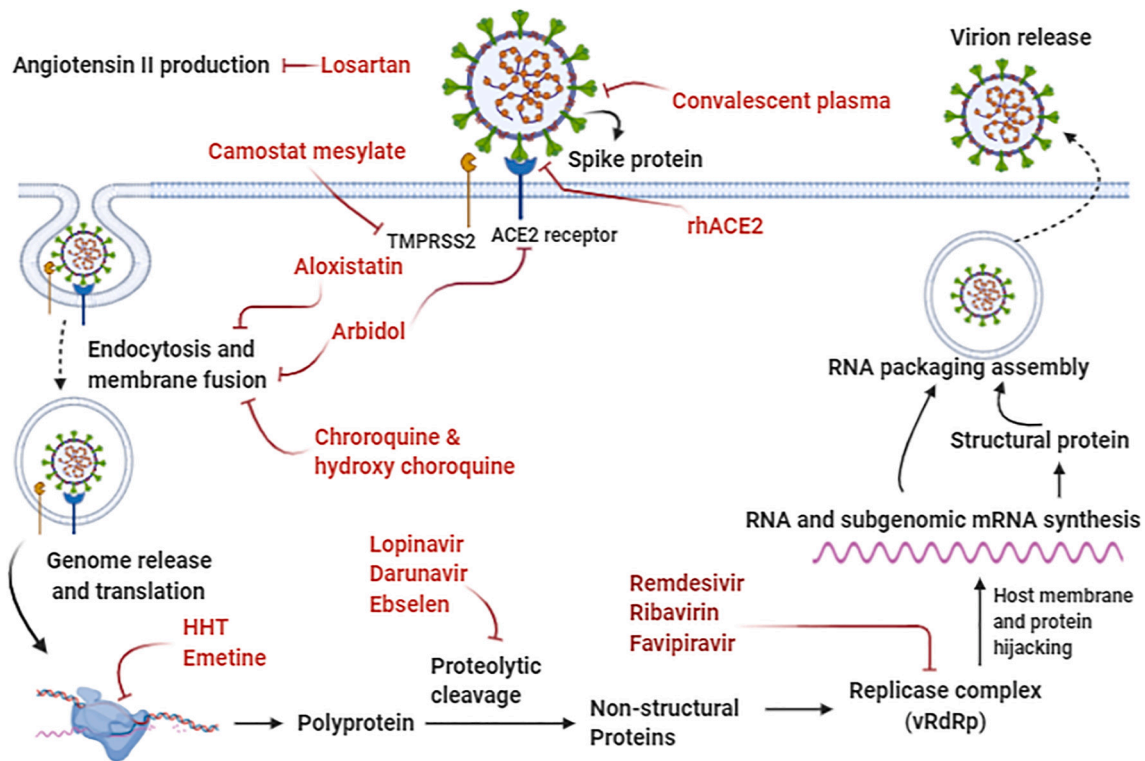 Virion release
Angiotensin II production
Losartan
Convalescent plasma
Camostat mesylate
Spike protein
TMPRSS2
ACE2 receptor
rhACE2
Aloxistatin
Arbidol
Endocytosis and
membrane fusion
RNA packaging assembly
Chroroquine &
hydroxy choroquine
Structural protein
RNA and subgenomic mRNA synthesis
Genome release
and translation
Lopinavir
Darunavir
Ebselen
Remdesivir
Ribavirin
Favipiravir
Host membrane
and protein
hijacking
HHT
Emetine
Proteolytic
cleavage
Replicase complex
(vRdRp)
Polyprotein
Non-structural
Proteins